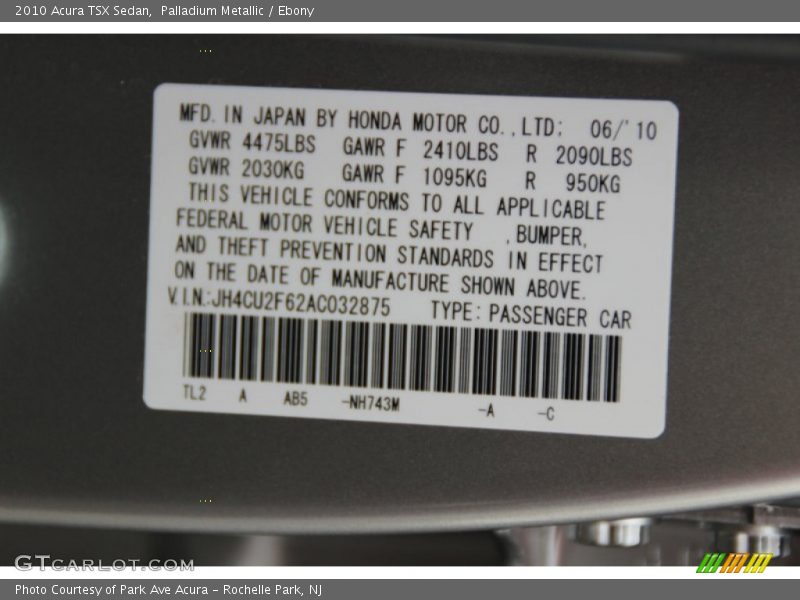 2010 Acura TSX Sedan,  Palladium Metallic / Ebony
MFD. IN JAPAN BY HONDA MOTOR CO., LTD: 06/'10
GVWR 4475LBS GAWR F 2410LBS R 2090LBS
GVWR 2030KG GAWR F 1095KG R 950KG
THIS VEHICLE CONFORMS TO ALL APPLICABLE
FEDERAL MOTOR VEHICLE SAFETY ,BUMPER,
AND THEFT PREVENTION STANDARDS IN EFFECT
ON THE DATE OF MANUFACTURE SHOWN ABOVE.
V.I.N:JH4CU2F62AC032875 TYPE: PASSENGER CAR
TL2 A AB5 -NH743M -A -C
GTCARLOT.COM
Photo Courtesy of Park Ave Acura - Rochelle Park, NJ